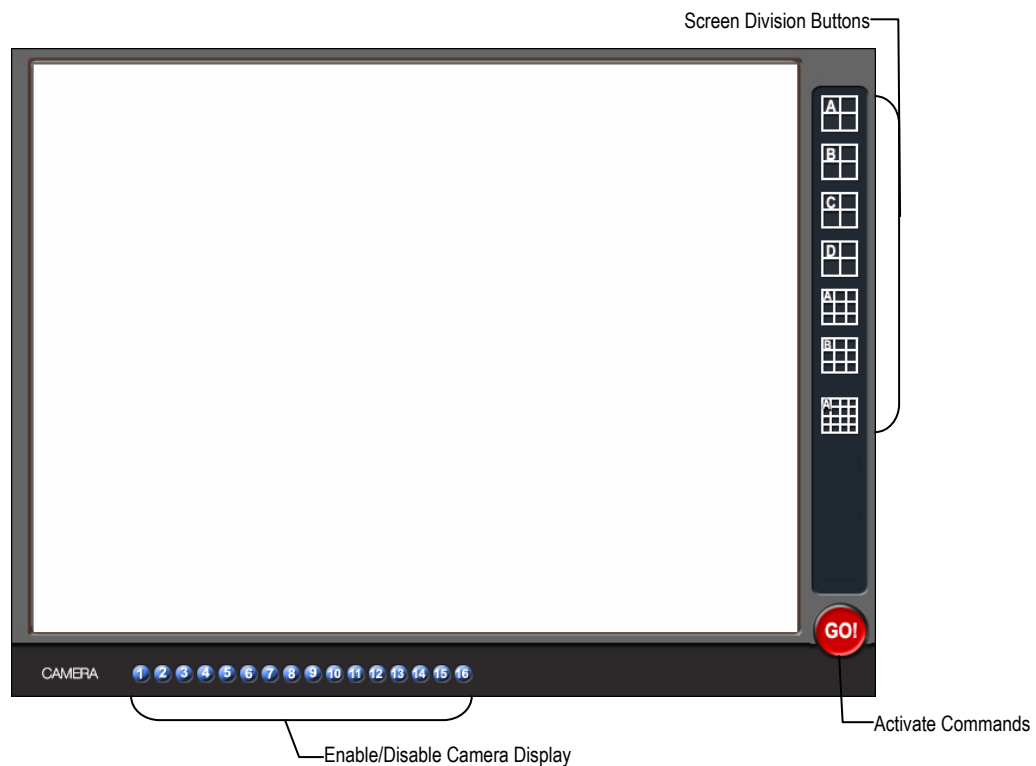 Screen Division Buttons
A
B
C
D
A
B
A
GO!
CAMERA 1 2 3 4 5 6 7 8 9 10 11 12 13 14 15 16
Activate Commands
Enable/Disable Camera Display